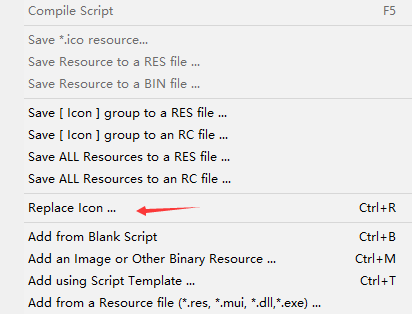 Compile Script F5
Save *.ico resource...
Save Resource to a RES file ...
Save Resource to a BIN file ...
Save [ Icon ] group to a RES file ...
Save [ Icon ] group to an RC file ...
Save ALL Resources to a RES file ...
Save ALL Resources to an RC file ...
Replace Icon ... Ctrl+R
Add from Blank Script Ctrl+B
Add an Image or Other Binary Resource ... Ctrl+M
Add using Script Template ... Ctrl+T
Add from a Resource file (*.res, *.mui, *.dll,*.exe) ...